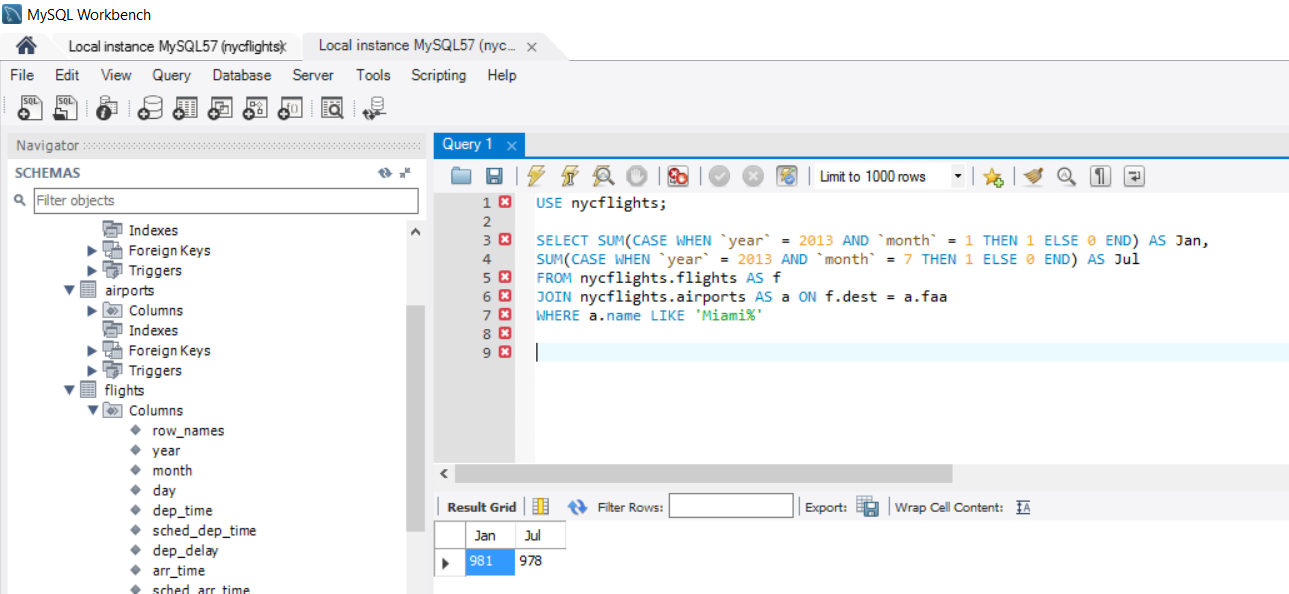 MySQL Workbench
Local instance MySQL57 (nycflights)
Local instance MySQL57 (nyc...
File Edit View Query Database Server Tools Scripting Help
Navigator
SCHEMAS
Filter objects
Indexes
Foreign Keys
Triggers
airports
Columns
Indexes
Foreign Keys
Triggers
flights
Columns
row_names
year
month
day
dep_time
sched_dep_time
dep_delay
arr_time
sched_arr_time
Query 1
Limit to 1000 rows
1 USE nycflights;
2
3 SELECT SUM(CASE WHEN `year` = 2013 AND `month` = 1 THEN 1 ELSE 0 END) AS Jan,
4 SUM(CASE WHEN `year` = 2013 AND `month` = 7 THEN 1 ELSE 0 END) AS Jul
5 FROM nycflights.flights AS f
6 JOIN nycflights.airports AS a ON f.dest = a.faa
7 WHERE a.name LIKE 'Miami%'
8
9
Result Grid Filter Rows: Export: Wrap Cell Content:
Jan Jul
981 978